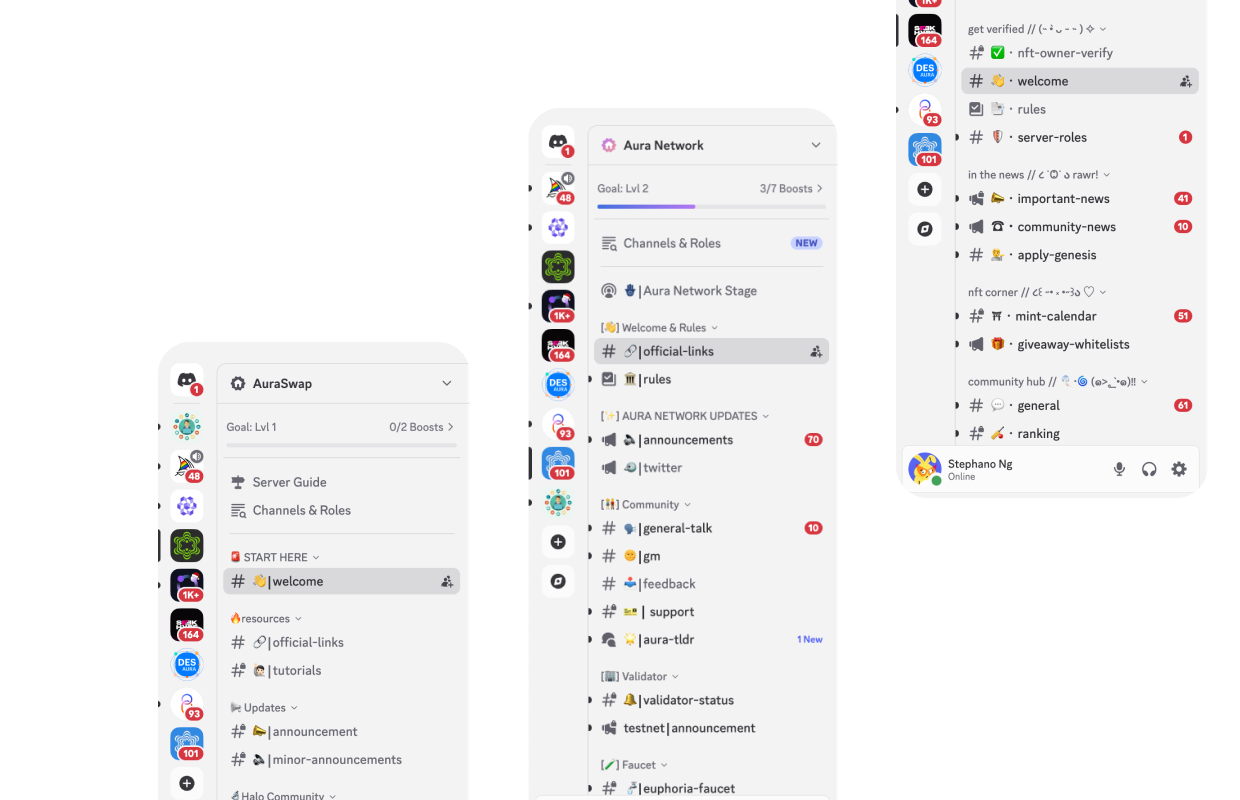 1
48
1K+
164
DES
AURA
93
101
AuraSwap
Goal: Lvl 1
0/2 Boosts
Server Guide
Channels & Roles
START HERE
# 👋|welcome
🔥resources
# 🔗|official-links
# |tutorials
Updates
# |announcement
# |minor-announcements
Halo Community
1
48
1K+
164
DES
AURA
93
101
Aura Network
Goal: Lvl 2
3/7 Boosts
Channels & Roles
NEW
|Aura Network Stage
[👋] Welcome & Rules
# 🔗|official-links
🏛|rules
[✨] AURA NETWORK UPDATES
|announcements
70
|twitter
[👫] Community
# 🗣|general-talk
10
# |gm
# |feedback
# | support
|aura-tldr
1 New
[🏢] Validator
# 🔔|validator-status
testnet|announcement
[🧪] Faucet
# 🚰|euphoria-faucet
1K+
164
DES
AURA
93
101
get verified //
# ✅ · nft-owner-verify
# 👋 · welcome
· rules
# · server-roles
1
in the news // rawr!
· important-news
41
☎ · community-news
10
# · apply-genesis
nft corner //
# ⛩ · mint-calendar
51
🎁 · giveaway-whitelists
community hub //
# 💬 · general
61
# · ranking
Stephano Ng
Online